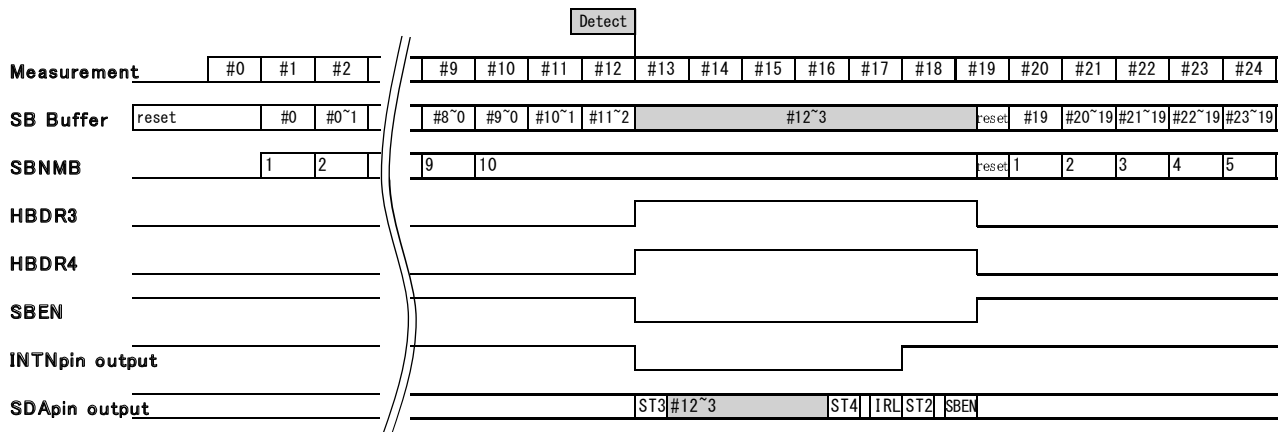 Detect
Measurement #0 #1 #2 #9 #10 #11 #12 #13 #14 #15 #16 #17 #18 #19 #20 #21 #22 #23 #24
SB Buffer reset #0 #0~1 #8~0 #9~0 #10~1 #11~2 #12~3 reset #19 #20~19 #21~19 #22~19 #23~19
SBNMB 1 2 9 10 reset 1 2 3 4 5
HBDR3
HBDR4
SBEN
INTNpin output
SDApin output ST3 #12~3 ST4 IRL ST2 SBEN